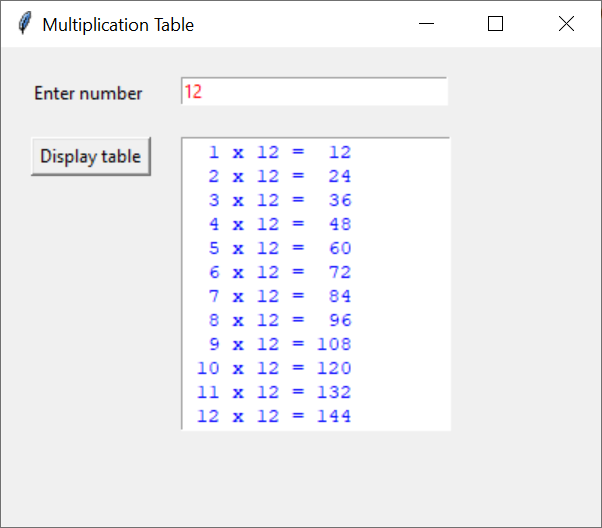 Multiplication Table
Enter number 12
Display table
1 x 12 =  12
2 x 12 =  24
3 x 12 =  36
4 x 12 =  48
5 x 12 =  60
6 x 12 =  72
7 x 12 =  84
8 x 12 =  96
9 x 12 = 108
10 x 12 = 120
11 x 12 = 132
12 x 12 = 144